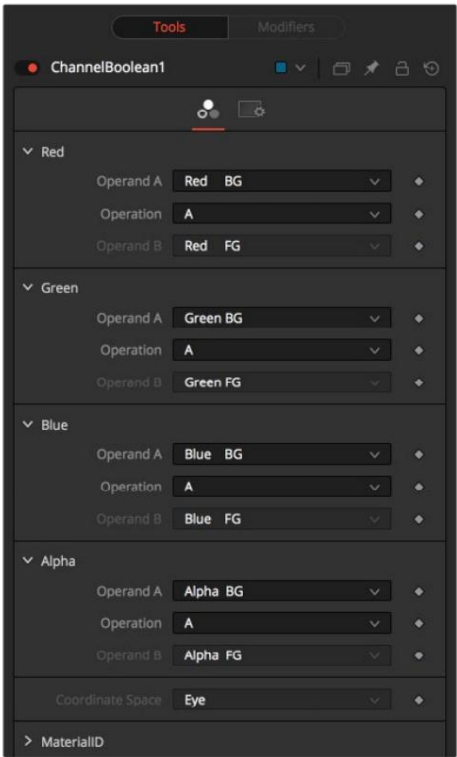 Tools Modifiers
ChannelBoolean1
Red
Operand A Red BG
Operation A
Operand B Red FG
Green
Operand A Green BG
Operation A
Operand B Green FG
Blue
Operand A Blue BG
Operation A
Operand B Blue FG
Alpha
Operand A Alpha BG
Operation A
Operand B Alpha FG
Coordinate Space Eye
MaterialID